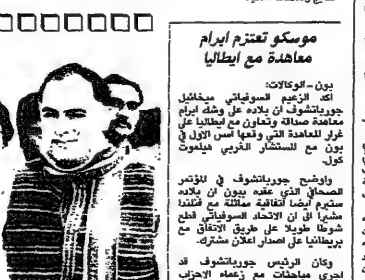 موسكو تعتزم ابرام
معاهدة مع ايطاليا
بون - الوكالات:
اكد الزعيم السوفياتي ميخائيل
جورباتشوف ان بلاده على وشك ابرام
معاهدة صداقة وتعاون مع ايطاليا على
غرار المعاهدة التي وقعها امس الاول في
بون مع المستشار الغربي هيلموت
كول.
واوضح جورباتشوف في المؤتمر
الصحافي الذي عقده ببون ان بلاده
ستبرم ايضا اتفاقية مماثلة مع فنلندا
مشيرا الى ان الاتحاد السوفياتي قطع
شوطا طويلا على طريق الاتفاق مع
بريطانيا على اصدار اعلان مشترك.
وكان الرئيس جورباتشوف قد
اجرى مباحثات مع زعماء الاحزاب